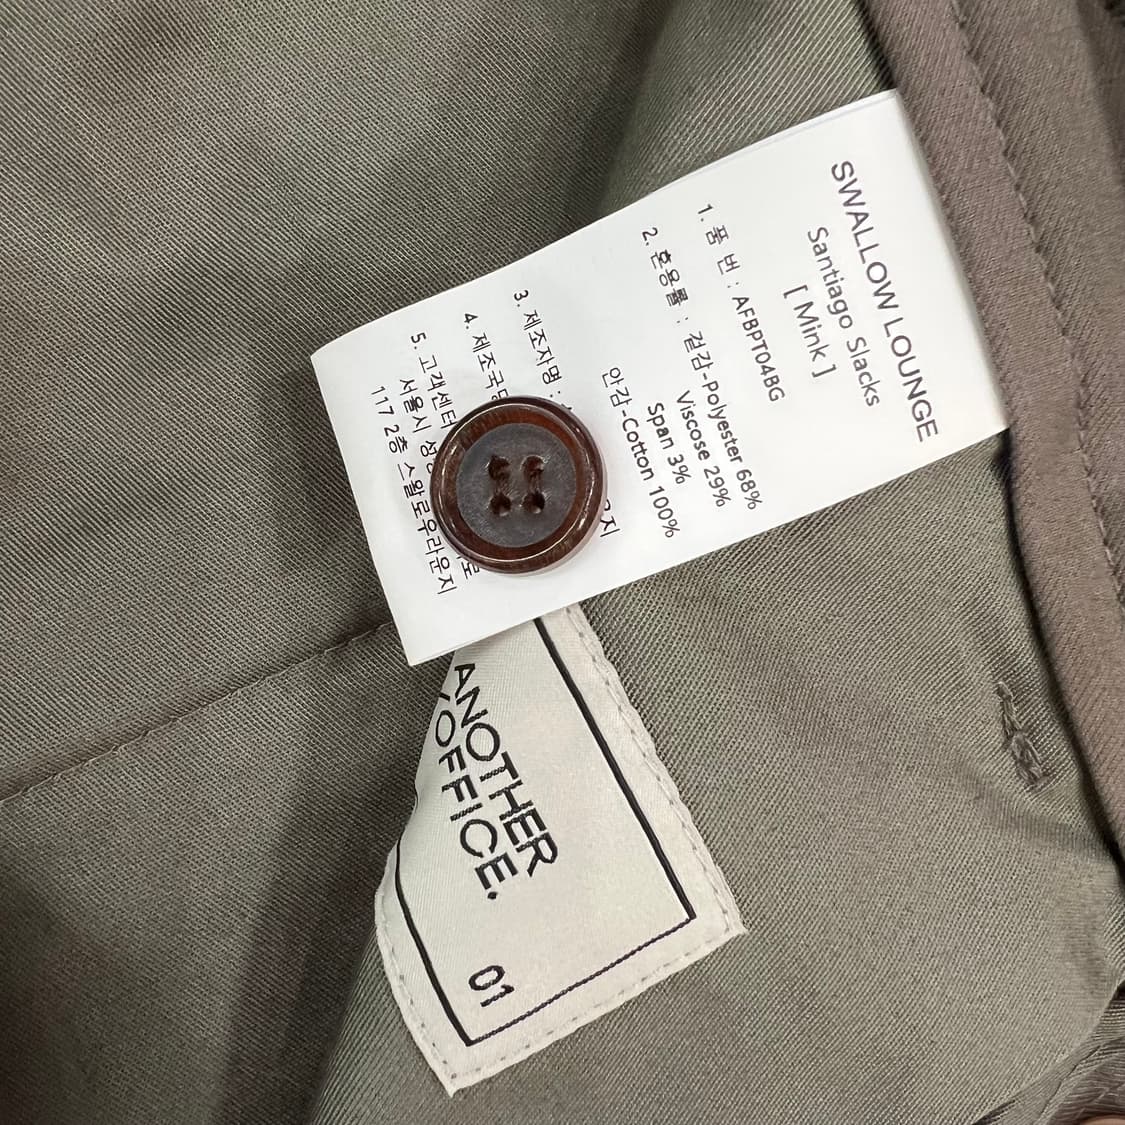 SWALLOW LOUNGE
Santiago Slacks
[ Mink ]
1. 품 번 : AFBPT04BG
2. 혼용률 : 겉감-Polyester 68%
Viscose 29%
Span 3%
안감-Cotton 100%
3. 제조자명 :
4. 제조국
5. 고객센터
서울시
117 2층 스왈로우라운지
ANOTHER
OFFICE.
01